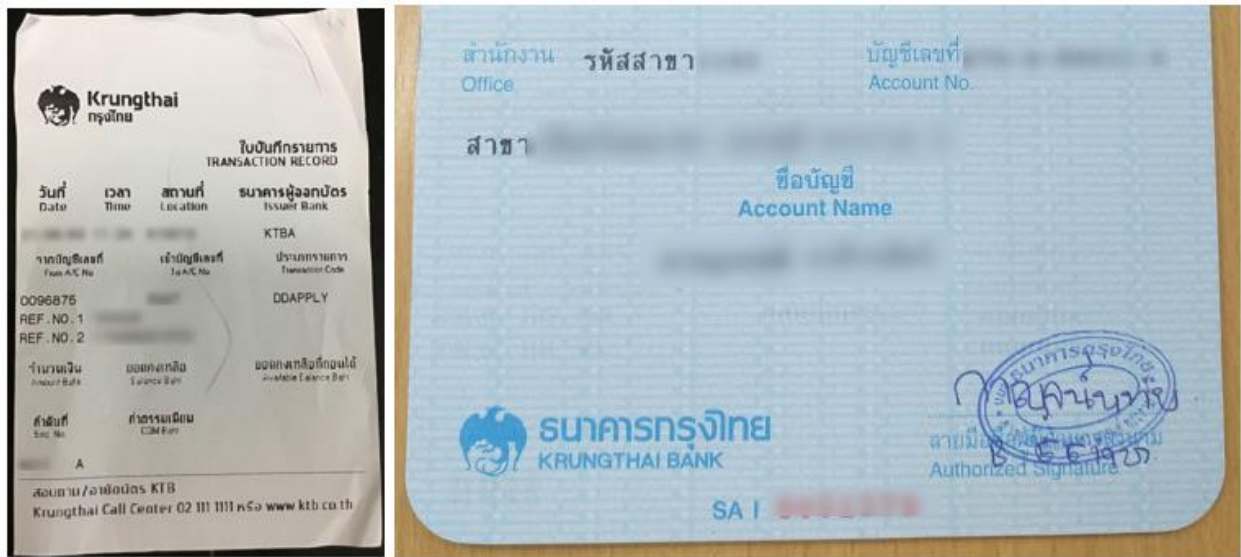 Krungthai
กรุงไทย
ใบบันทึกรายการ
TRANSACTION RECORD
วันที่ เวลา สถานที่ ธนาคารผู้ออกบัตร
Date Time Location Issuer Bank
KTBA
จากบัญชีเลขที่ เข้าบัญชีเลขที่ ประเภทรายการ
From A/C No To A/C No Transaction Code
0096875 DDAPPLY
REF.NO.1
REF.NO.2
จำนวนเงิน ยอดคงเหลือ ยอดคงเหลือที่ถอนได้
Amount Baht Balance Baht Available Balance Baht
ลำดับที่ ค่าธรรมเนียม
Seq No. COM Baht
A
สอบถาม/อายัดบัตร KTB
Krungthai Call Center 02 111 1111 หรือ www.ktb.co.th
สำนักงาน รหัสสาขา บัญชีเลขที่
Office Account No.
สาขา
ชื่อบัญชี
Account Name
ธนาคารกรุงไทย
KRUNGTHAI BANK
Authorized Signature
SA I